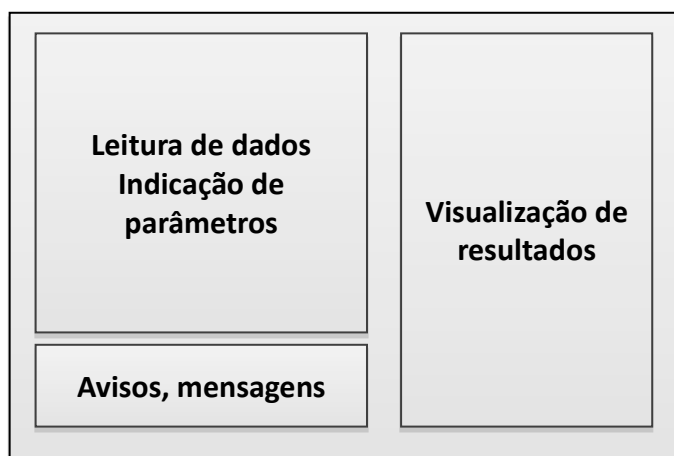 Leitura de dados
Indicação de
parâmetros
Visualização de
resultados
Avisos, mensagens